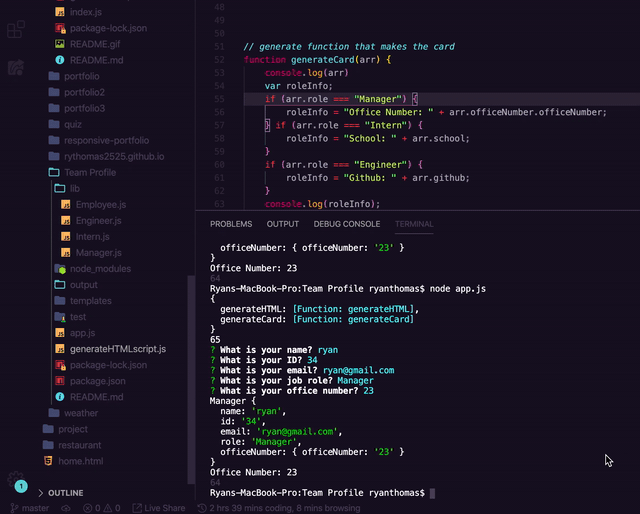 index.js
package-lock.json
README.gif
README.md
portfolio
portfolio2
portfolio3
quiz
responsive-portfolio
rythomas2525.github.io
Team Profile
lib
Employee.js
Engineer.js
Intern.js
Manager.js
node_modules
output
templates
test
app.js
generateHTMLscript.js
package-lock.json
package.json
README.md
weather
project
restaurant
home.html
OUTLINE
48
49
50
51 // generate function that makes the card
52 function generateCard(arr) {
53 console.log(arr)
54 var roleInfo;
55 if (arr.role === "Manager") {
56 roleInfo = "Office Number: " + arr.officeNumber.officeNumber;
57 } if (arr.role === "Intern") {
58 roleInfo = "School: " + arr.school;
59 }
60 if (arr.role === "Engineer") {
61 roleInfo = "Github: " + arr.github;
62 }
63 console.log(roleInfo);
PROBLEMS OUTPUT DEBUG CONSOLE TERMINAL
officeNumber: { officeNumber: '23' }
}
Office Number: 23
64
Ryans-MacBook-Pro:Team Profile ryanthomas$ node app.js
{
generateHTML: [Function: generateHTML],
generateCard: [Function: generateCard]
}
65
? What is your name? ryan
? What is your ID? 34
? What is your email? ryan@gmail.com
? What is your job role? Manager
? What is your office number? 23
Manager {
name: 'ryan',
id: '34',
email: 'ryan@gmail.com',
role: 'Manager',
officeNumber: { officeNumber: '23' }
}
Office Number: 23
64
Ryans-MacBook-Pro:Team Profile ryanthomas$
1
master 0 0 Live Share 2 hrs 39 mins coding, 8 mins browsing